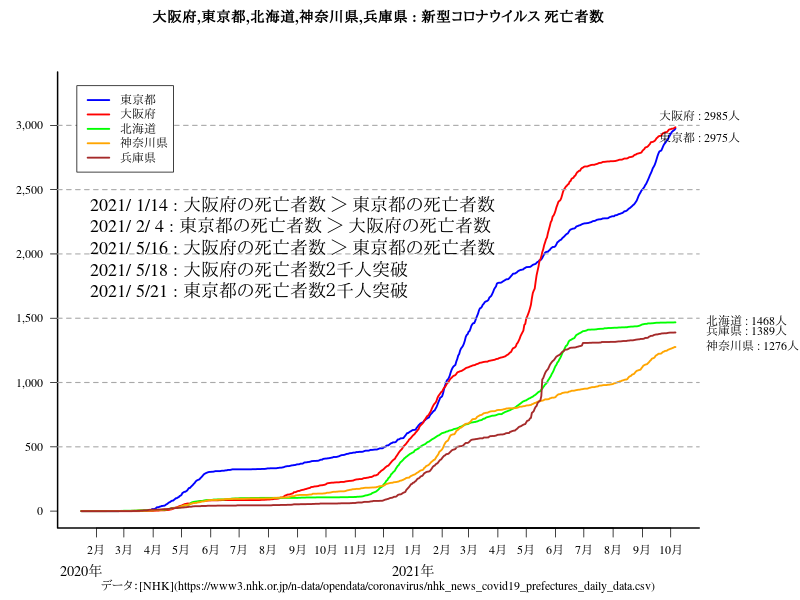 大阪府,東京都,北海道,神奈川県,兵庫県 : 新型コロナウイルス 死亡者数
東京都
大阪府
北海道
神奈川県
兵庫県
大阪府 : 2985人
東京都 : 2975人
3,000
2,500
2,000
1,500
1,000
500
0
2021/ 1/14 : 大阪府の死亡者数 ＞ 東京都の死亡者数
2021/ 2/ 4 : 東京都の死亡者数 ＞ 大阪府の死亡者数
2021/ 5/16 : 大阪府の死亡者数 ＞ 東京都の死亡者数
2021/ 5/18 : 大阪府の死亡者数2千人突破
2021/ 5/21 : 東京都の死亡者数2千人突破
北海道 : 1468人
兵庫県 : 1389人
神奈川県 : 1276人
2月 3月 4月 5月 6月 7月 8月 9月 10月 11月 12月 1月 2月 3月 4月 5月 6月 7月 8月 9月 10月
2020年 2021年
データ : [NHK](https://www3.nhk.or.jp/n-data/opendata/coronavirus/nhk_news_covid19_prefectures_daily_data.csv)